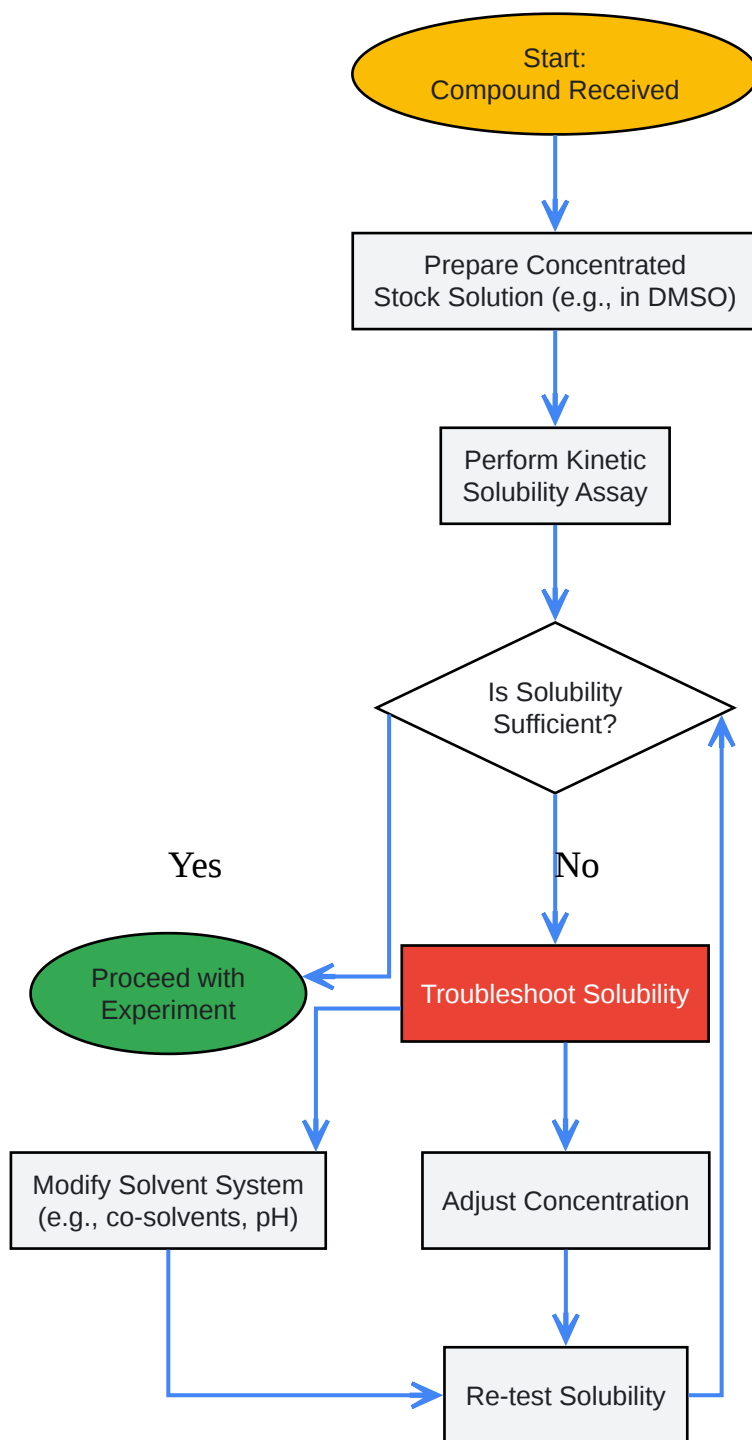 Start:
Compound Received
Prepare Concentrated
Stock Solution (e.g., in DMSO)
Perform Kinetic
Solubility Assay
Is Solubility
Sufficient?
Yes
No
Proceed with
Experiment
Troubleshoot Solubility
Modify Solvent System
(e.g., co-solvents, pH)
Adjust Concentration
Re-test Solubility